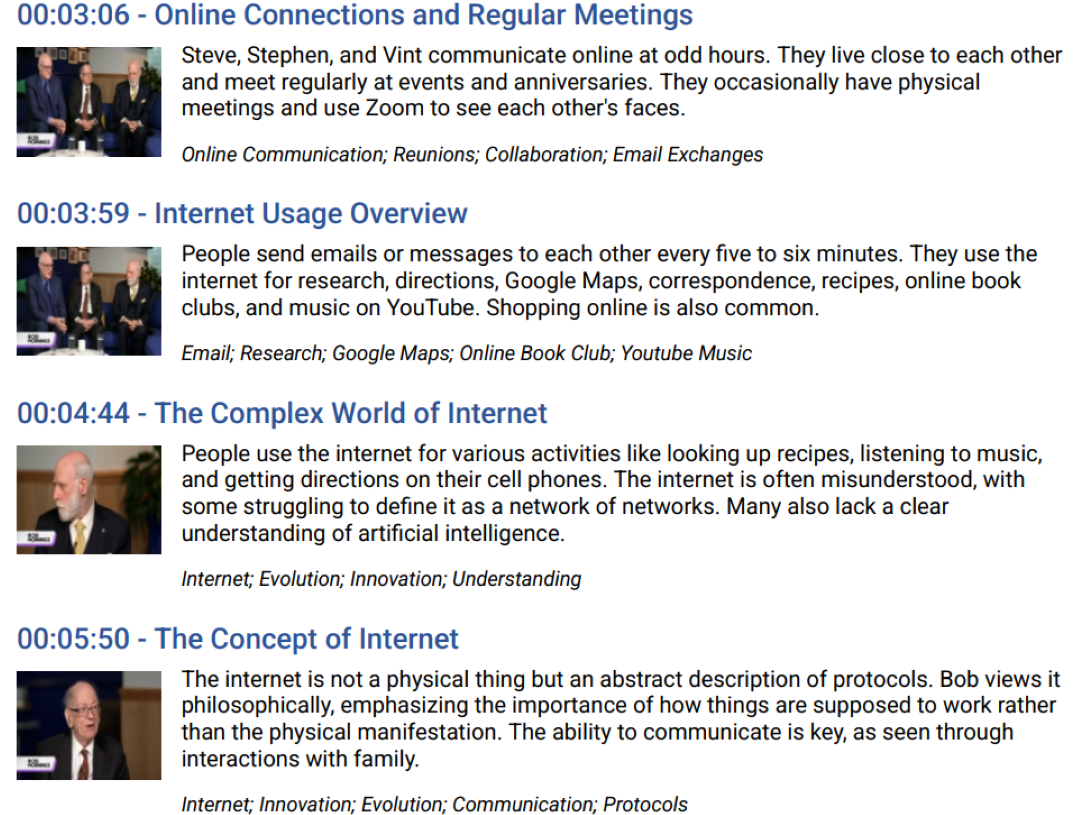 00:03:06 - Online Connections and Regular Meetings
Steve, Stephen, and Vint communicate online at odd hours. They live close to each other
and meet regularly at events and anniversaries. They occasionally have physical
meetings and use Zoom to see each other's faces.
Online Communication; Reunions; Collaboration; Email Exchanges
00:03:59 - Internet Usage Overview
People send emails or messages to each other every five to six minutes. They use the
internet for research, directions, Google Maps, correspondence, recipes, online book
clubs, and music on YouTube. Shopping online is also common.
Email; Research; Google Maps; Online Book Club; Youtube Music
00:04:44 - The Complex World of Internet
People use the internet for various activities like looking up recipes, listening to music,
and getting directions on their cell phones. The internet is often misunderstood, with
some struggling to define it as a network of networks. Many also lack a clear
understanding of artificial intelligence.
Internet; Evolution; Innovation; Understanding
00:05:50 - The Concept of Internet
The internet is not a physical thing but an abstract description of protocols. Bob views it
philosophically, emphasizing the importance of how things are supposed to work rather
than the physical manifestation. The ability to communicate is key, as seen through
interactions with family.
Internet; Innovation; Evolution; Communication; Protocols